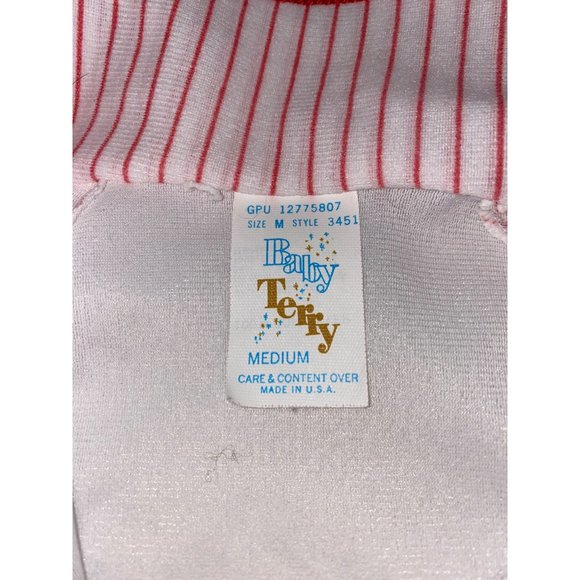 GPU 12775807
SIZE M STYLE 3451
Baby
Terry
MEDIUM
CARE & CONTENT OVER
MADE IN U.S.A.